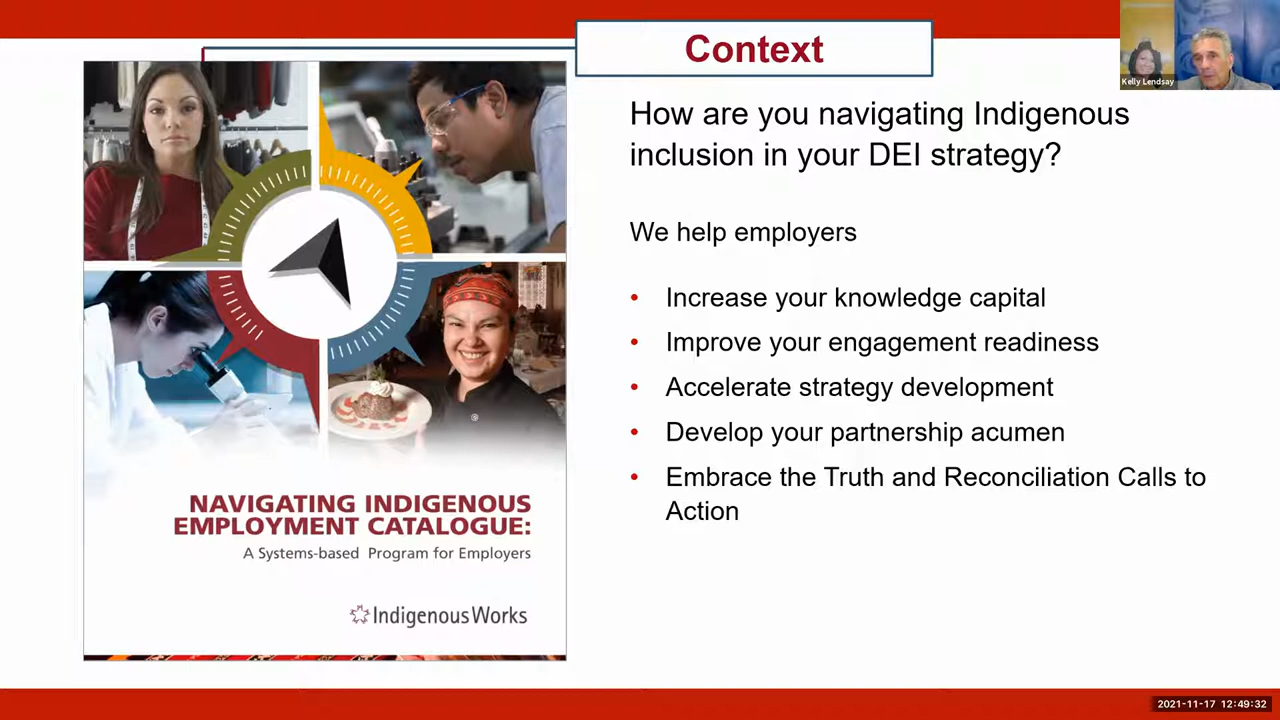 Context
Kelly Lendsay
How are you navigating Indigenous
inclusion in your DEI strategy?
We help employers
• Increase your knowledge capital
• Improve your engagement readiness
• Accelerate strategy development
• Develop your partnership acumen
• Embrace the Truth and Reconciliation Calls to
Action
NAVIGATING INDIGENOUS
EMPLOYMENT CATALOGUE:
A Systems-based Program for Employers
IndigenousWorks
2021-11-17 12:49:32